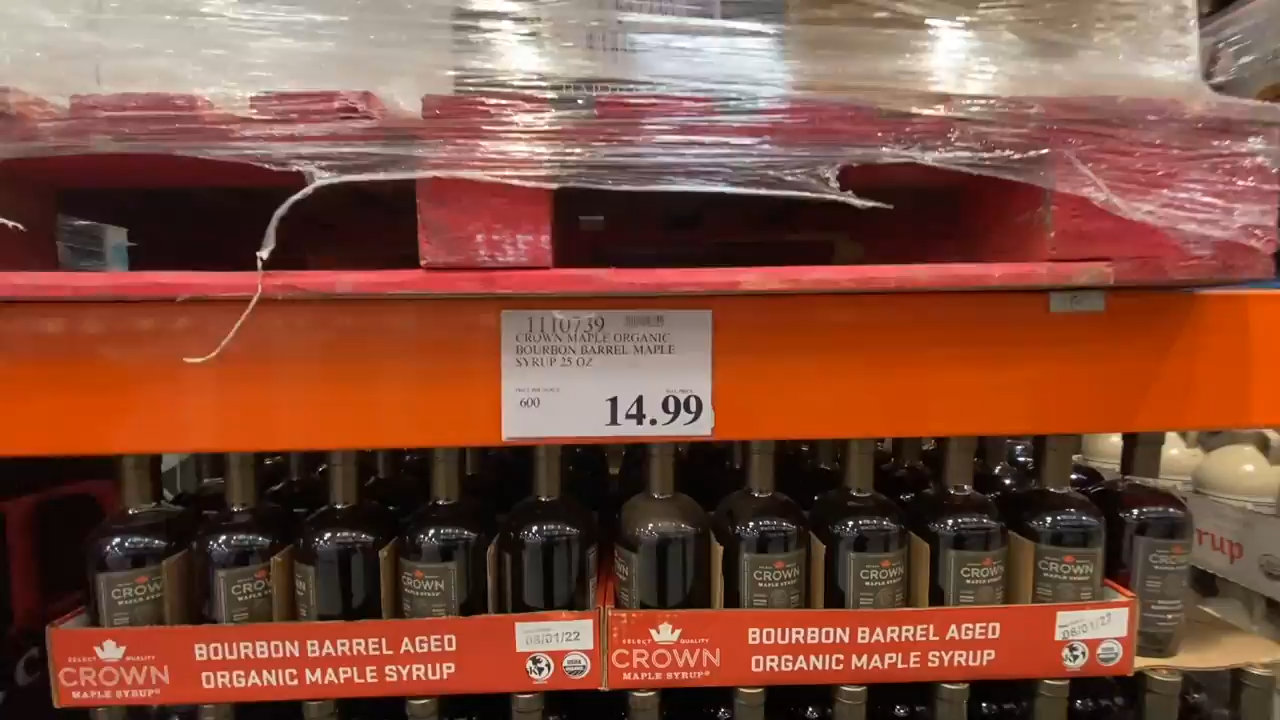 1110739
CROWN MAPLE ORGANIC
BOURBON BARREL MAPLE
SYRUP 25 OZ
600
14.99
CROWN
MAPLE SYRUP
CROWN
MAPLE SYRUP
CROWN
MAPLE SYRUP
CROWN
MAPLE SYRUP
CROWN
MAPLE SYRUP
CROWN
MAPLE SYRUP
CROWN
MAPLE SYRUP
CROWN
rup
SELECT QUALITY
CROWN
MAPLE SYRUP®
BOURBON BARREL AGED
ORGANIC MAPLE SYRUP
08/01/22
USDA
ORGANIC
SELECT QUALITY
CROWN
MAPLE SYRUP®
BOURBON BARREL AGED
ORGANIC MAPLE SYRUP
08/01/22